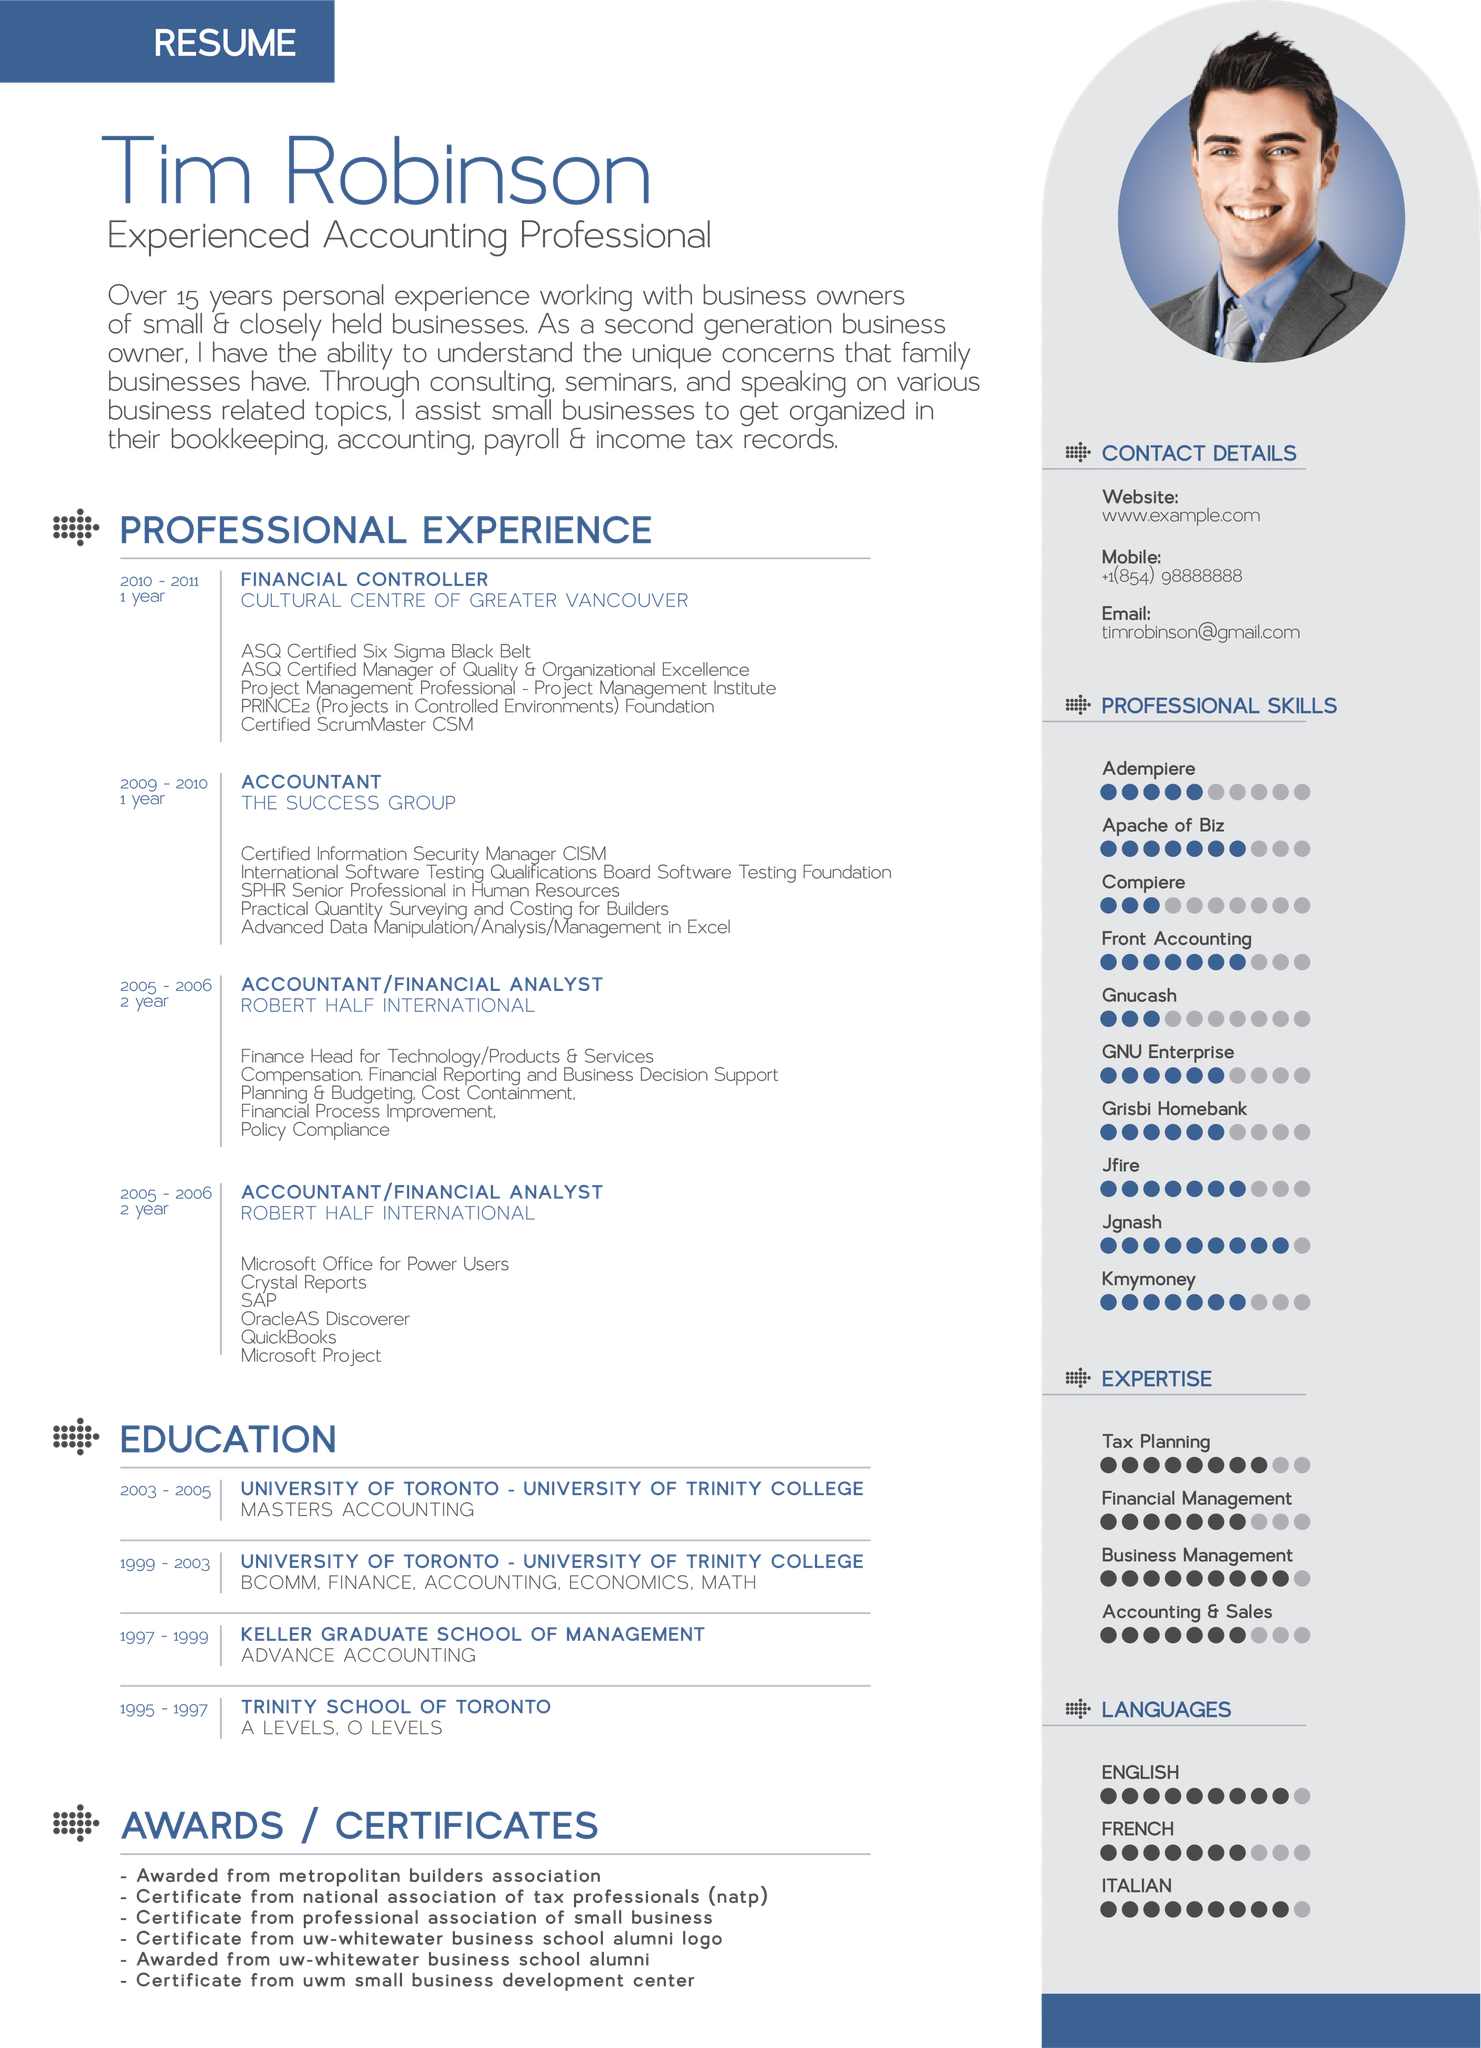 RESUME
Tim Robinson
Experienced Accounting Professional
Over 15 years personal experience working with business owners
of small & closely held businesses. As a second generation business
owner, I have the ability to understand the unique concerns that family
businesses have. Through consulting, seminars, and speaking on various
business related topics, I assist small businesses to get organized in
their bookkeeping, accounting, payroll & income tax records.
PROFESSIONAL EXPERIENCE
2010 - 2011
1 year
FINANCIAL CONTROLLER
CULTURAL CENTRE OF GREATER VANCOUVER
ASQ Certified Six Sigma Black Belt
ASQ Certified Manager of Quality & Organizational Excellence
Project Management Professional - Project Management Institute
PRINCE2 (Projects in Controlled Environments) Foundation
Certified ScrumMaster CSM
2009 - 2010
1 year
ACCOUNTANT
THE SUCCESS GROUP
Certified Information Security Manager CISM
International Software Testing Qualifications Board Software Testing Foundation
SPHR Senior Professional in Human Resources
Practical Quantity Surveying and Costing for Builders
Advanced Data Manipulation/Analysis/Management in Excel
2005 - 2006
2 year
ACCOUNTANT/FINANCIAL ANALYST
ROBERT HALF INTERNATIONAL
Finance Head for Technology/Products & Services
Compensation. Financial Reporting and Business Decision Support
Planning & Budgeting, Cost Containment,
Financial Process Improvement,
Policy Compliance
2005 - 2006
2 year
ACCOUNTANT/FINANCIAL ANALYST
ROBERT HALF INTERNATIONAL
Microsoft Office for Power Users
Crystal Reports
SAP
OracleAS Discoverer
QuickBooks
Microsoft Project
EDUCATION
2003 - 2005
UNIVERSITY OF TORONTO - UNIVERSITY OF TRINITY COLLEGE
MASTERS ACCOUNTING
1999 - 2003
UNIVERSITY OF TORONTO - UNIVERSITY OF TRINITY COLLEGE
BCOMM, FINANCE, ACCOUNTING, ECONOMICS, MATH
1997 - 1999
KELLER GRADUATE SCHOOL OF MANAGEMENT
ADVANCE ACCOUNTING
1995 - 1997
TRINITY SCHOOL OF TORONTO
A LEVELS, O LEVELS
AWARDS / CERTIFICATES
- Awarded from metropolitan builders association
- Certificate from national association of tax professionals (natp)
- Certificate from professional association of small business
- Certificate from uw-whitewater business school alumni logo
- Awarded from uw-whitewater business school alumni
- Certificate from uwm small business development center
CONTACT DETAILS
Website:
www.example.com
Mobile:
+1(854) 98888888
Email:
timrobinson@gmail.com
PROFESSIONAL SKILLS
Adempiere
Apache of Biz
Compiere
Front Accounting
Gnucash
GNU Enterprise
Grisbi Homebank
Jfire
Jgnash
Kmymoney
EXPERTISE
Tax Planning
Financial Management
Business Management
Accounting & Sales
LANGUAGES
ENGLISH
FRENCH
ITALIAN